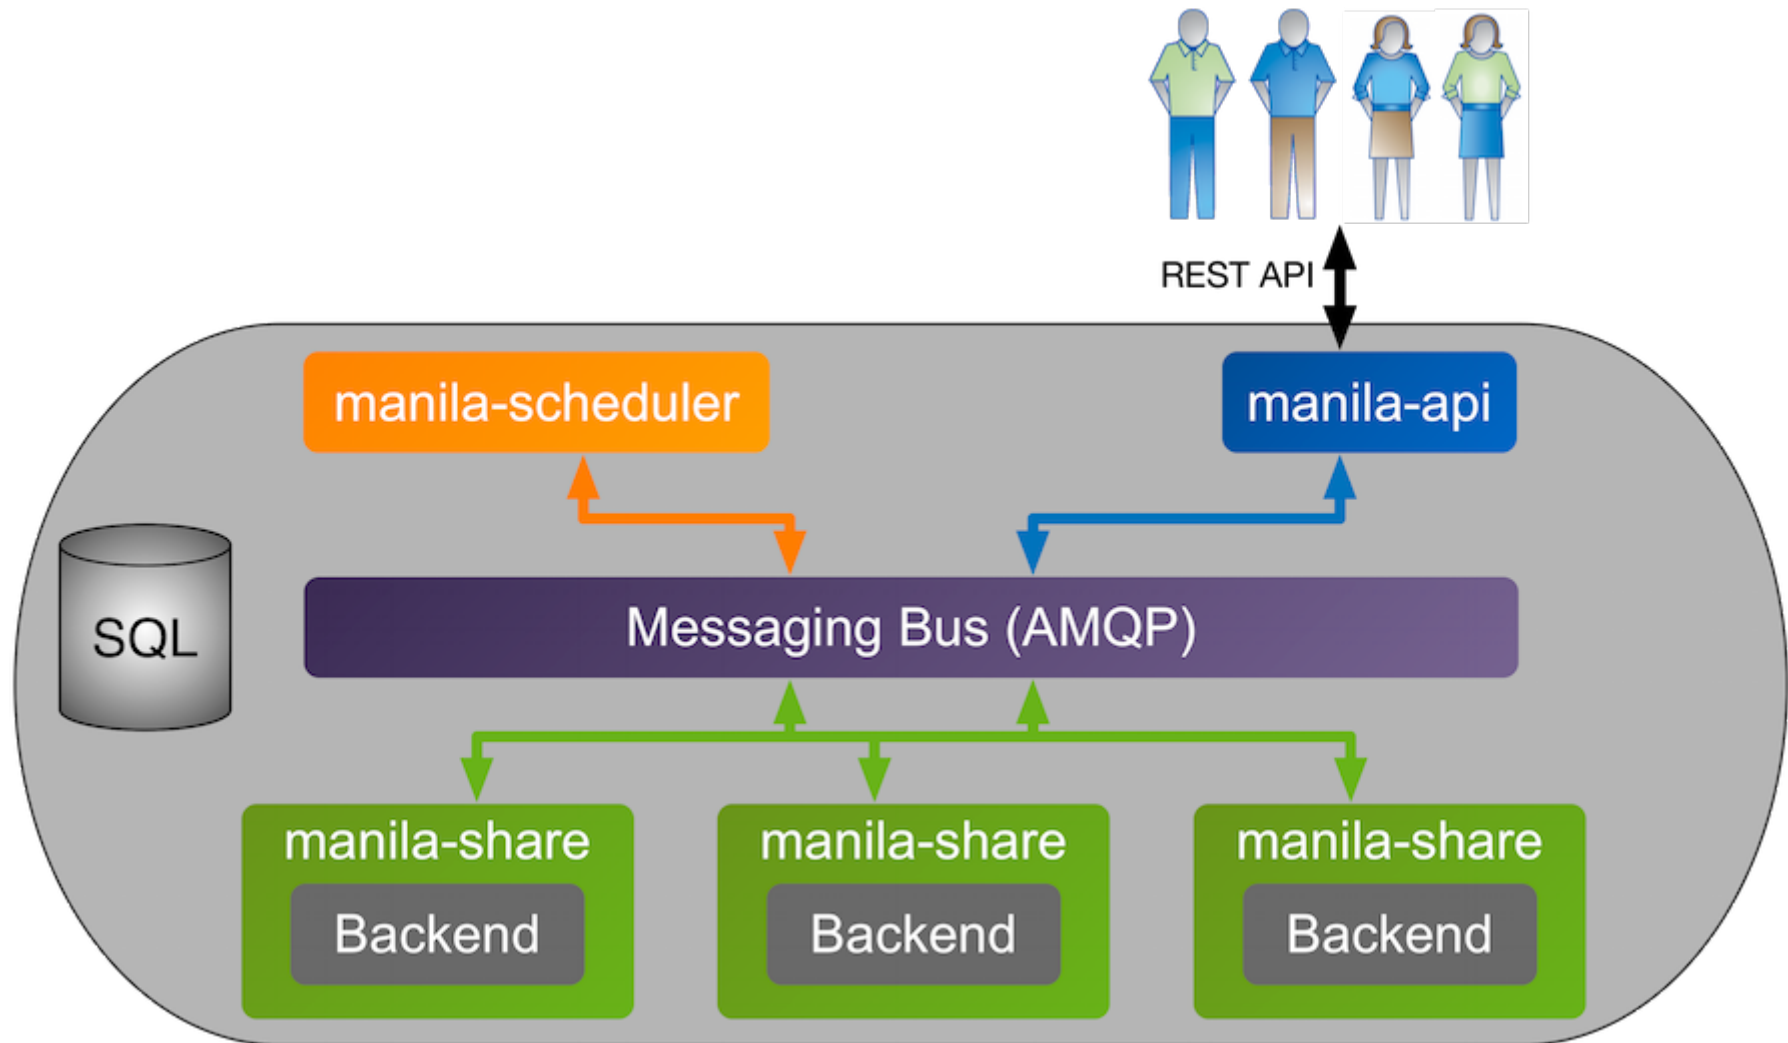 REST API
manila-scheduler
manila-api
SQL
Messaging Bus (AMQP)
manila-share
Backend
manila-share
Backend
manila-share
Backend